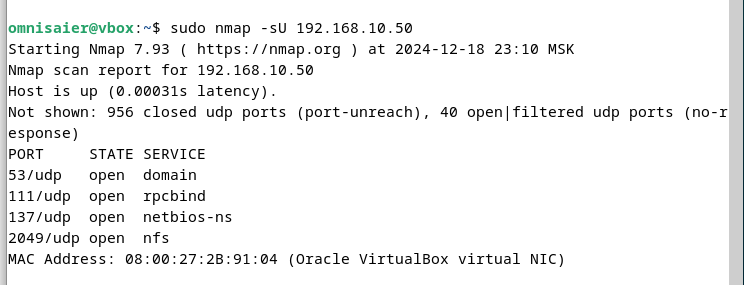 omnisaier@vbox:~$ sudo nmap -sU 192.168.10.50
Starting Nmap 7.93 ( https://nmap.org ) at 2024-12-18 23:10 MSK
Nmap scan report for 192.168.10.50
Host is up (0.00031s latency).
Not shown: 956 closed udp ports (port-unreach), 40 open|filtered udp ports (no-r
esponse)
PORT     STATE SERVICE
53/udp   open  domain
111/udp  open  rpcbind
137/udp  open  netbios-ns
2049/udp open  nfs
MAC Address: 08:00:27:2B:91:04 (Oracle VirtualBox virtual NIC)